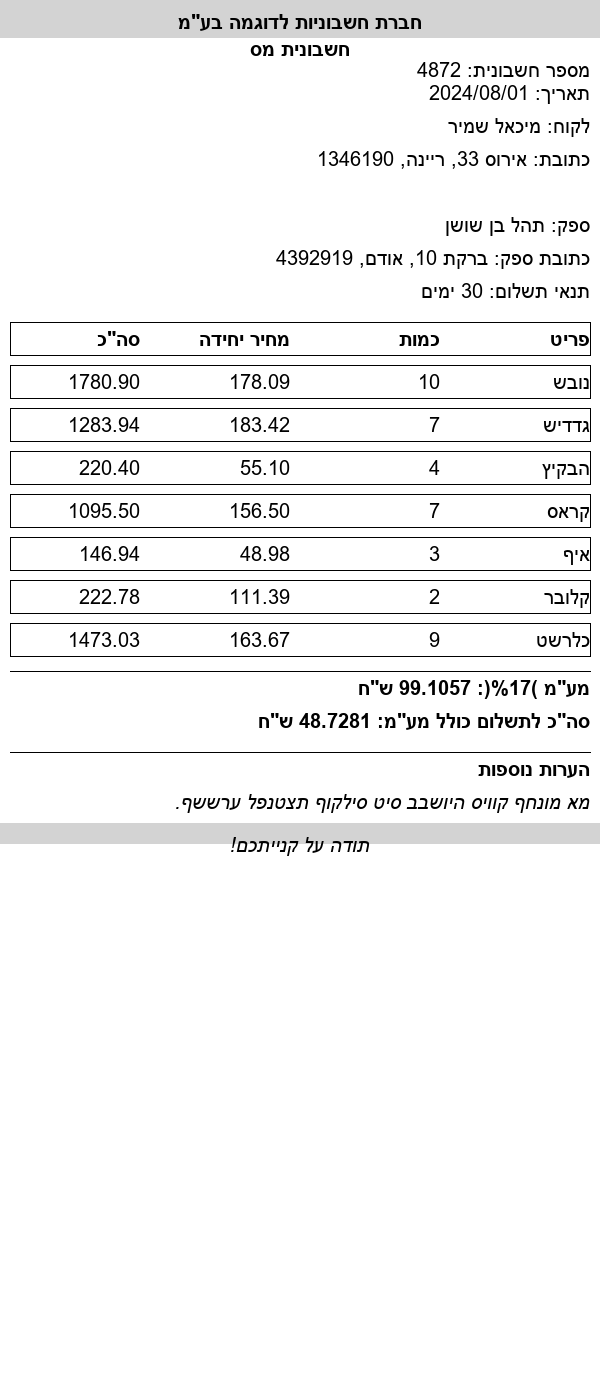 חברת חשבוניות לדוגמה בע"מ
חשבונית מס
מספר חשבונית: 4872
תאריך: 2024/08/01
לקוח: מיכאל שמיר
כתובת: אירוס 33, ריינה, 1346190
ספק: תהל בן שושן
כתובת ספק: ברקת 10, אודם, 4392919
תנאי תשלום: 30 ימים
פריט כמות מחיר יחידה סה"כ
נובש 10 178.09 1780.90
גדדיש 7 183.42 1283.94
הבקיץ 4 55.10 220.40
קראס 7 156.50 1095.50
איף 3 48.98 146.94
קלובר 2 111.39 222.78
כלרשט 9 163.67 1473.03
מע"מ )17%(: 99.1057 ש"ח
סה"כ לתשלום כולל מע"מ: 48.7281 ש"ח
הערות נוספות
מא מונחף קוויס היושבב סיט סילקוף תצטנפל ערששף.
תודה על קנייתכם!